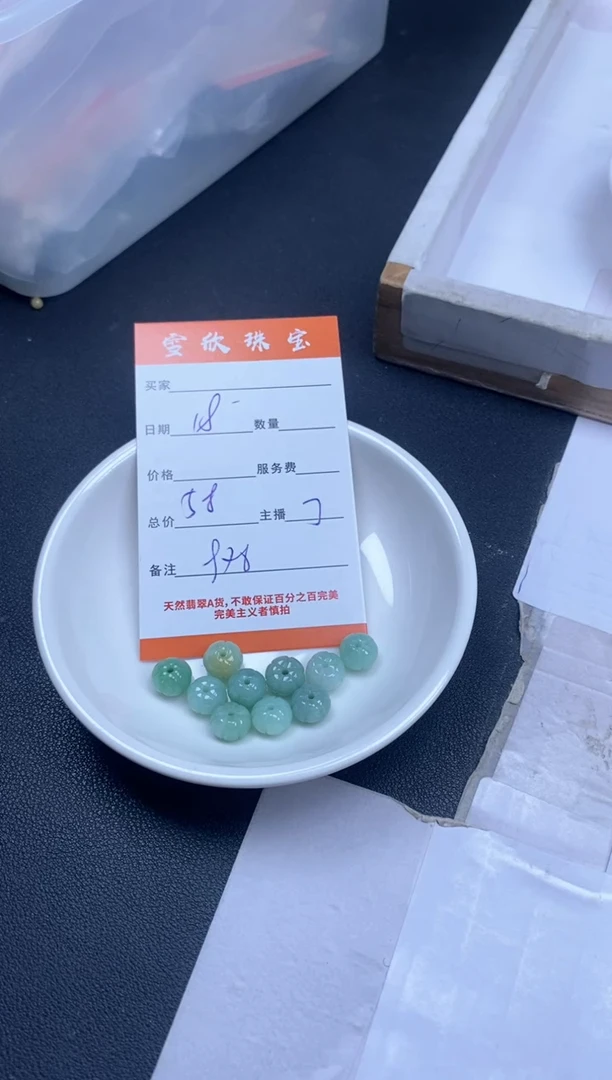 雪欣珠宝
买家
日期 18- 数量
价格 服务费
总价 58 主播
备注
天然翡翠A货,不敢保证百分之百完美
完美主义者慎拍